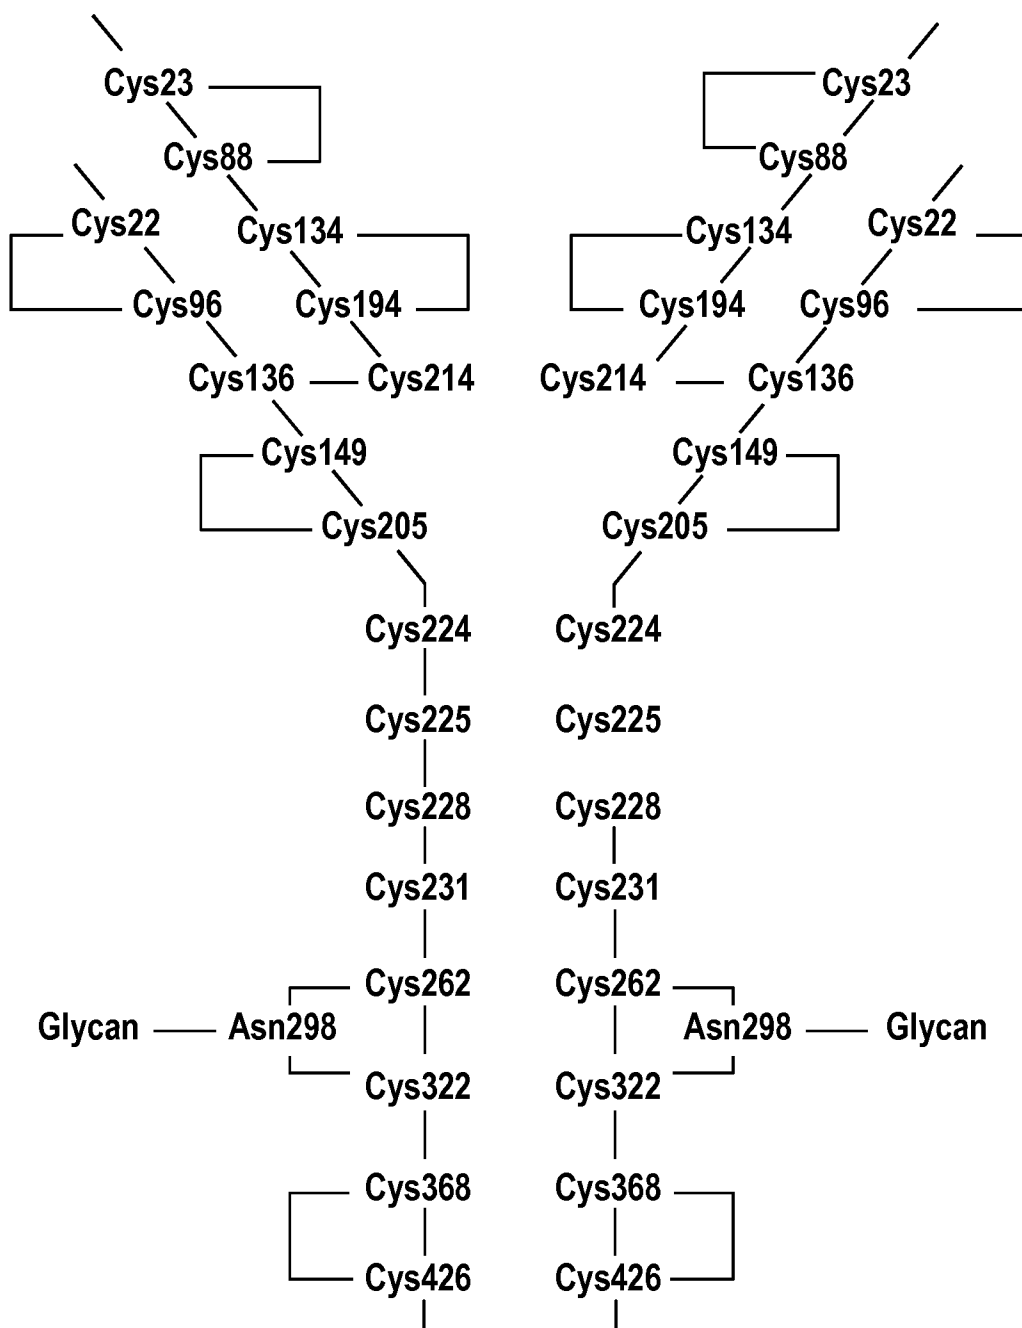 Cys23 Cys23
Cys88 Cys88
Cys22 Cys134 Cys134 Cys22
Cys96 Cys194 Cys194 Cys96
Cys136 Cys214 Cys214 Cys136
Cys149 Cys149
Cys205 Cys205
Cys224 Cys224
Cys225 Cys225
Cys228 Cys228
Cys231 Cys231
Cys262 Cys262
Glycan Asn298 Asn298 Glycan
Cys322 Cys322
Cys368 Cys368
Cys426 Cys426